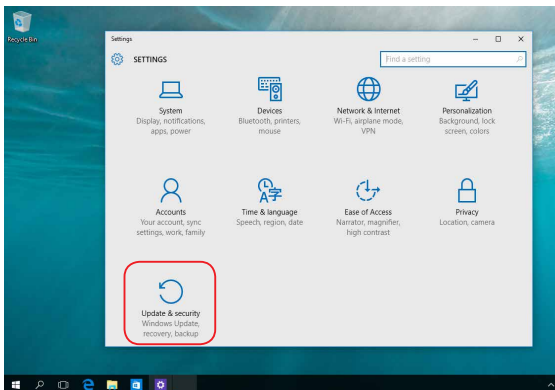 Recycle Bin
Settings
SETTINGS
Find a setting
System
Display, notifications,
apps, power
Devices
Bluetooth, printers,
mouse
Network & Internet
Wi-Fi, airplane mode,
VPN
Personalization
Background, lock
screen, colors
Accounts
Your account, sync
settings, work, family
Time & language
Speech, region, date
Ease of Access
Narrator, magnifier,
high contrast
Privacy
Location, camera
Update & security
Windows Update,
recovery, backup